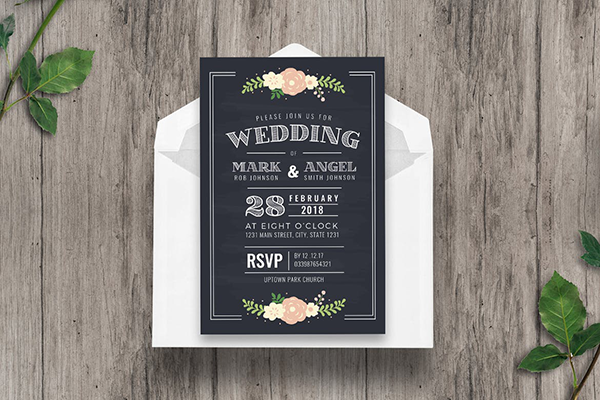 PLEASE JOIN US FOR
WEDDING
OF
MARK & ANGEL
ROB JOHNSON SMITH JOHNSON
28 FEBRUARY
2018
AT EIGHT O'CLOCK
1231 MAIN STREET, CITY, STATE 1231
RSVP BY 12.12.17
033987654321
UPTOWN PARK CHURCH